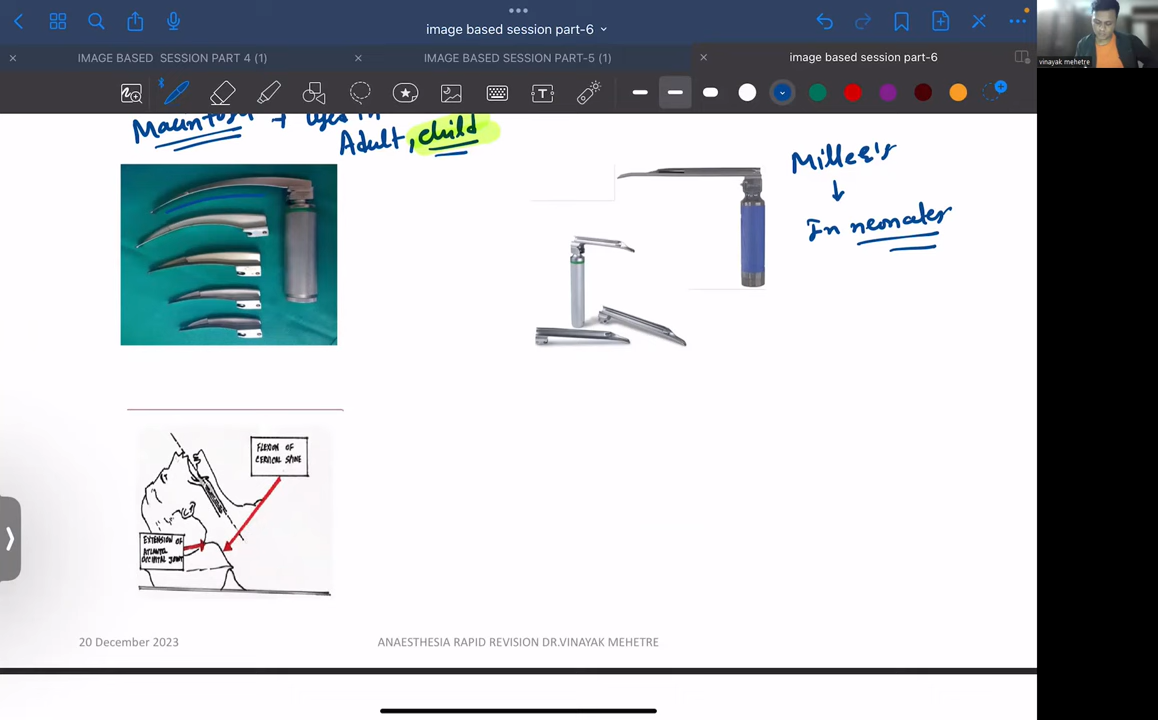 image based session part-6
IMAGE BASED SESSION PART 4 (1)
IMAGE BASED SESSION PART-5 (1)
image based session part-6
vinayak mehetre
Macintosh
Adult, child
Miller's
In neonates
FLEXION OF
CERVICAL SPINE
EXTENSION OF
ATLANTO
OCCIPITAL JOINT
20 December 2023
ANAESTHESIA RAPID REVISION DR.VINAYAK MEHETRE